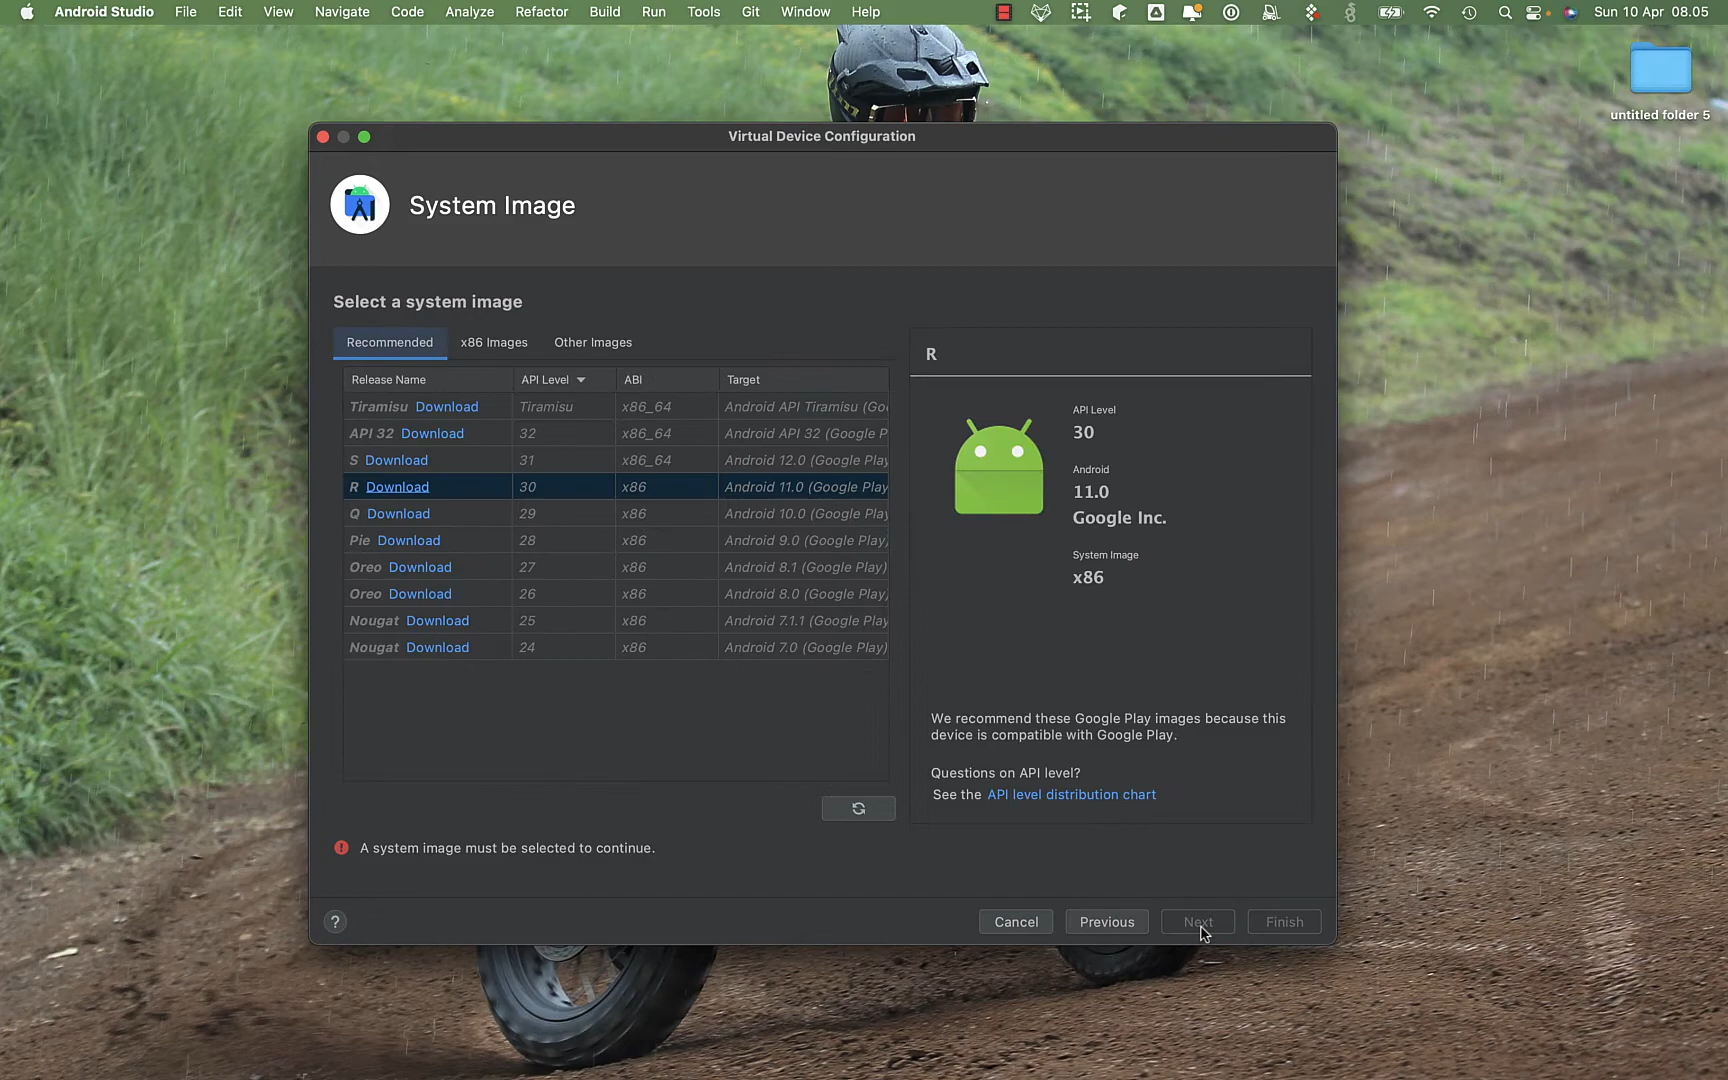 Android Studio File Edit View Navigate Code Analyze Refactor Build Run Tools Git Window Help Sun 10 Apr 08.05
untitled folder 5
Virtual Device Configuration
System Image
Select a system image
Recommended x86 Images Other Images
Release Name API Level ABI Target
Tiramisu Download Tiramisu x86_64 Android API Tiramisu (Goo
API 32 Download 32 x86_64 Android API 32 (Google P
S Download 31 x86_64 Android 12.0 (Google Play
R Download 30 x86 Android 11.0 (Google Play
Q Download 29 x86 Android 10.0 (Google Play
Pie Download 28 x86 Android 9.0 (Google Play)
Oreo Download 27 x86 Android 8.1 (Google Play)
Oreo Download 26 x86 Android 8.0 (Google Play)
Nougat Download 25 x86 Android 7.1.1 (Google Play
Nougat Download 24 x86 Android 7.0 (Google Play)
R
API Level
30
Android
11.0
Google Inc.
System Image
x86
We recommend these Google Play images because this
device is compatible with Google Play.
Questions on API level?
See the API level distribution chart
A system image must be selected to continue.
? Cancel Previous Next Finish